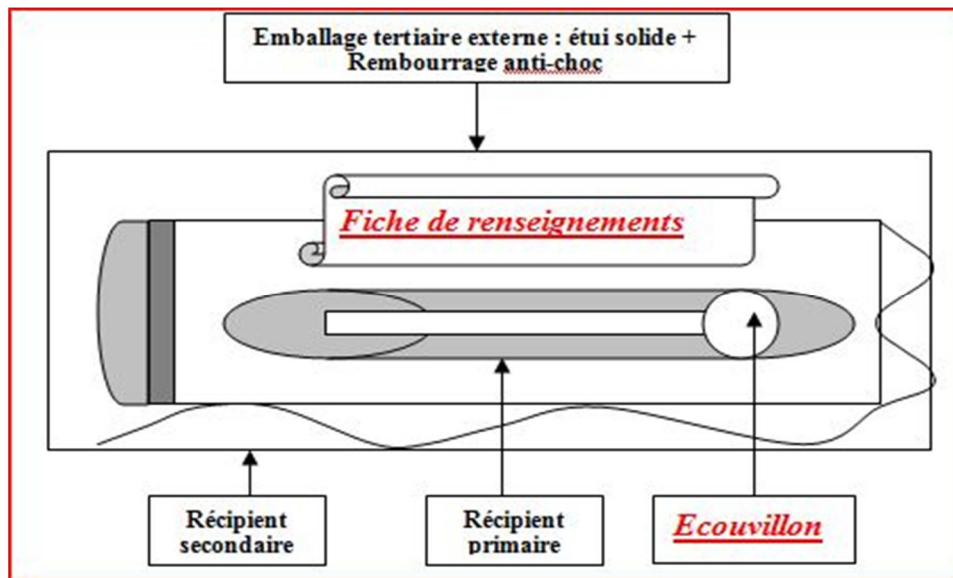 Emballage tertiaire externe : étui solide +
Rembourrage anti-choc
Fiche de renseignements
Récipient
secondaire
Récipient
primaire
Ecouvillon